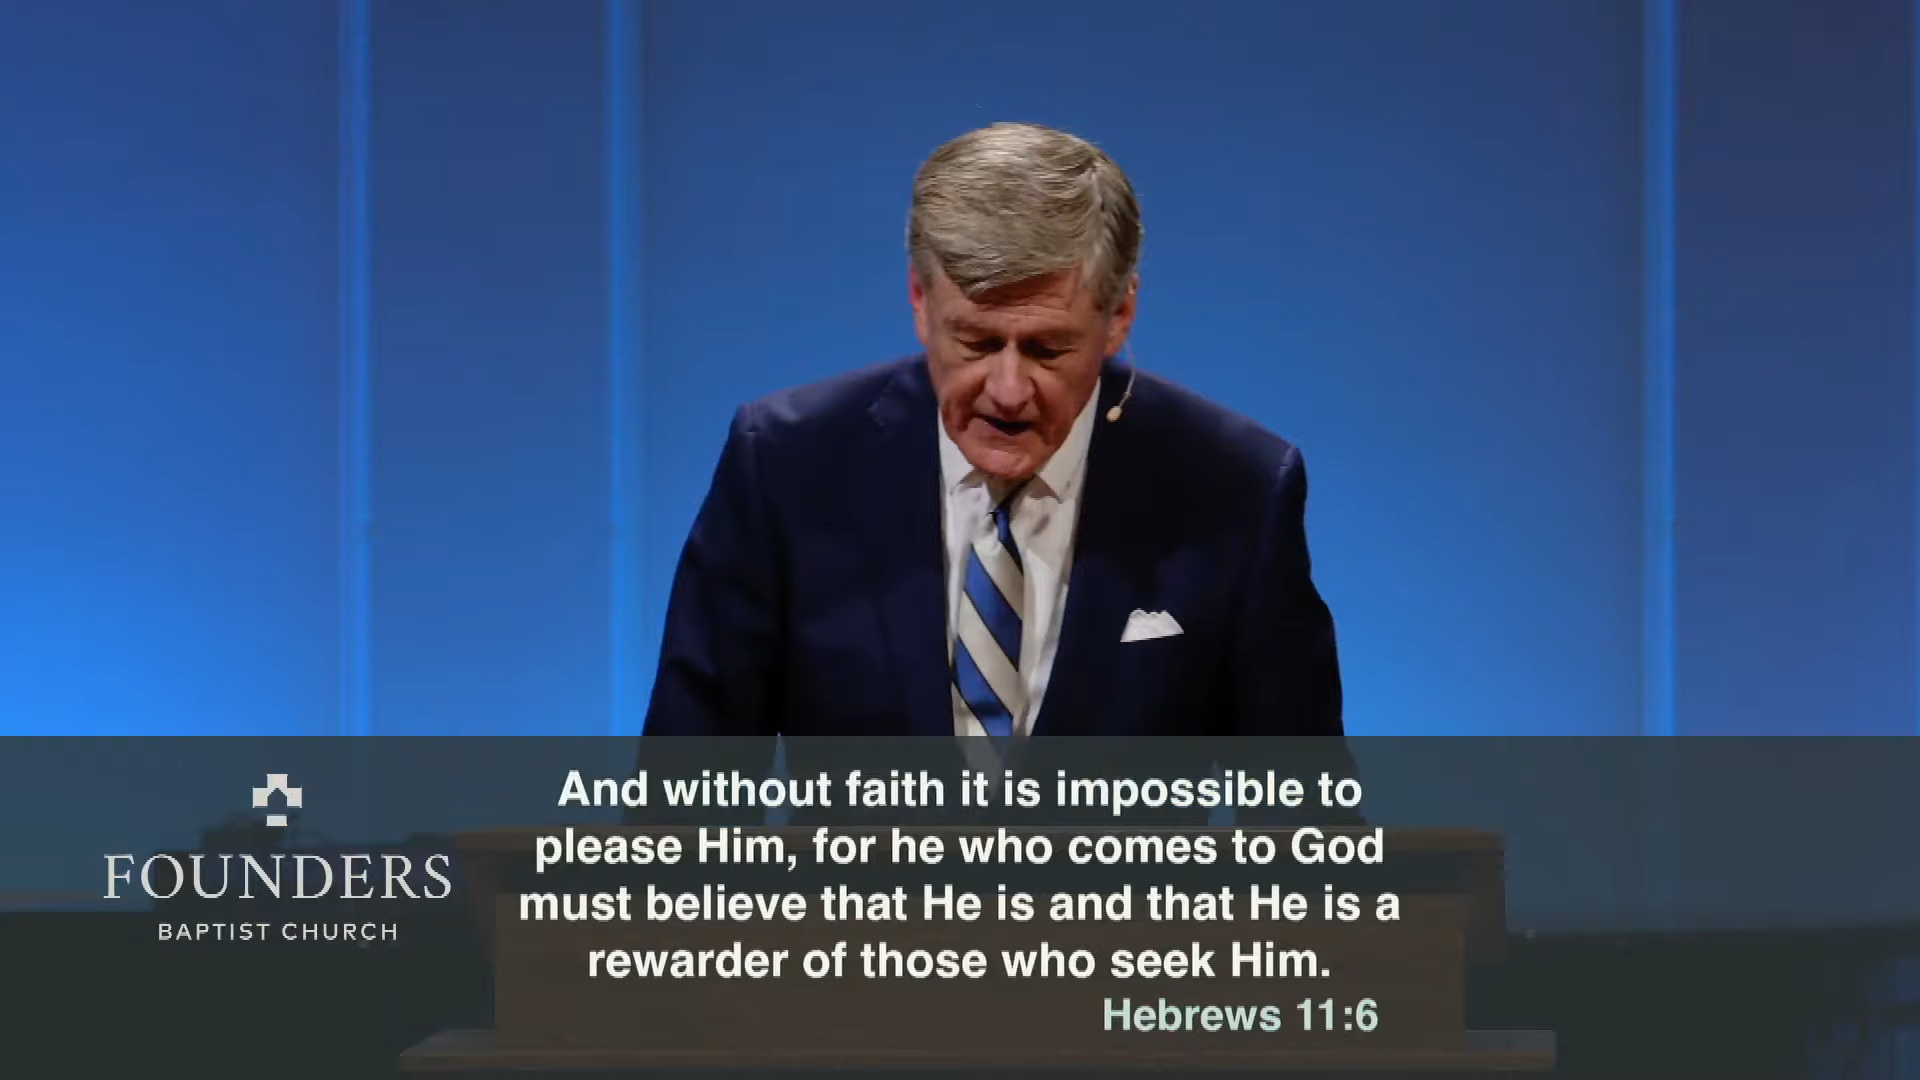 FOUNDERS
BAPTIST CHURCH
And without faith it is impossible to
please Him, for he who comes to God
must believe that He is and that He is a
rewarder of those who seek Him.
Hebrews 11:6